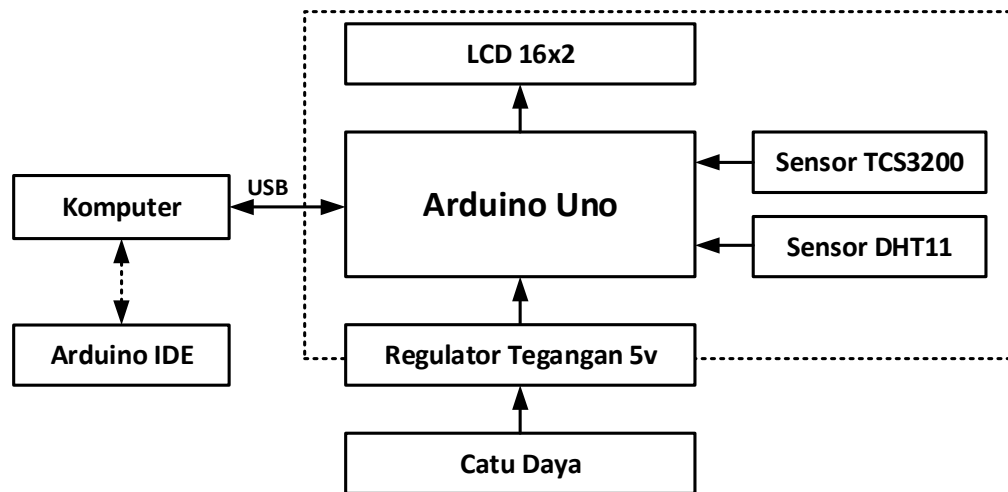 LCD 16x2
Arduino Uno
Sensor TCS3200
USB
Komputer
Sensor DHT11
Arduino IDE
Regulator Tegangan 5v
Catu Daya